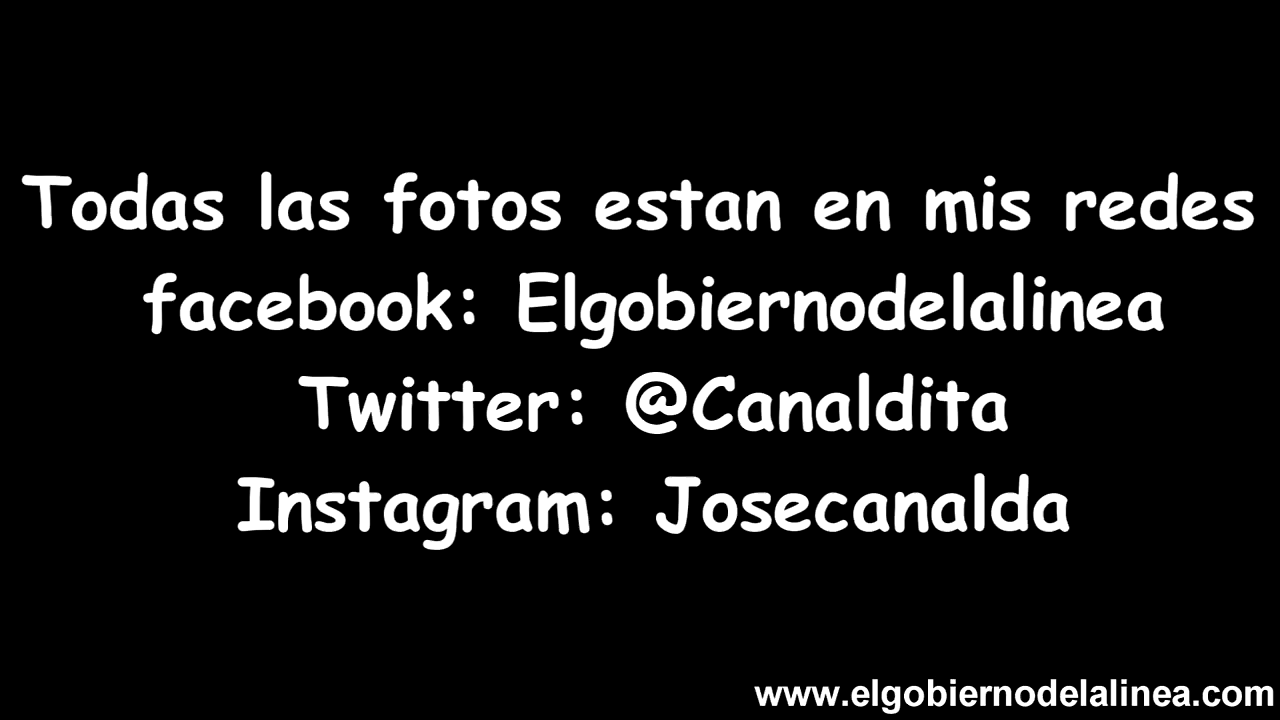 Todas las fotos estan en mis redes
facebook: Elgobiernodelalinea
Twitter: @Canaldita
Instagram: Josecanalda
www.elgobiernodelalinea.com